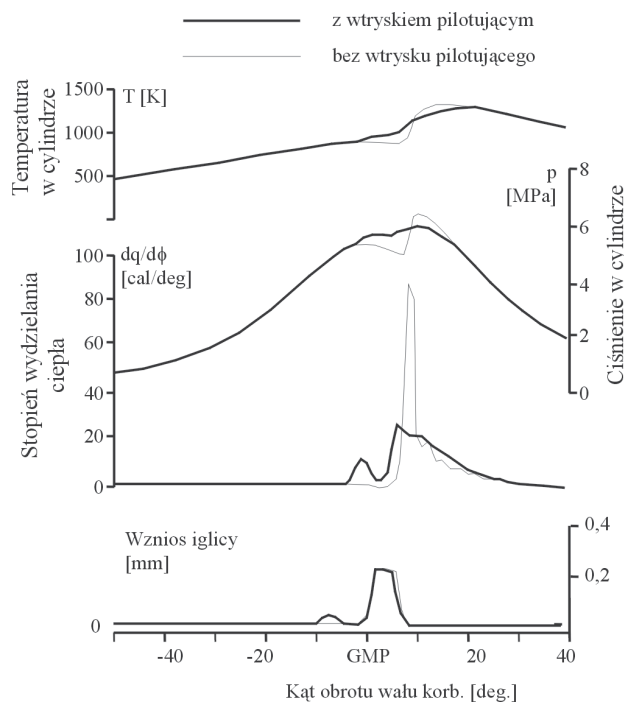 z wtryskiem pilotującym
bez wtrysku pilotującego
Temperatura
w cylindrze
T [K]
1500
1000
500
p
[MPa]
8
6
4
2
0
Ciśnienie w cylindrze
dq/dϕ
[cal/deg]
Stopień wydzielania
ciepła
100
80
60
40
20
0
Wznios iglicy
[mm]
0,4
0,2
0
-40
-20
GMP
20
40
Kąt obrotu wału korb. [deg.]